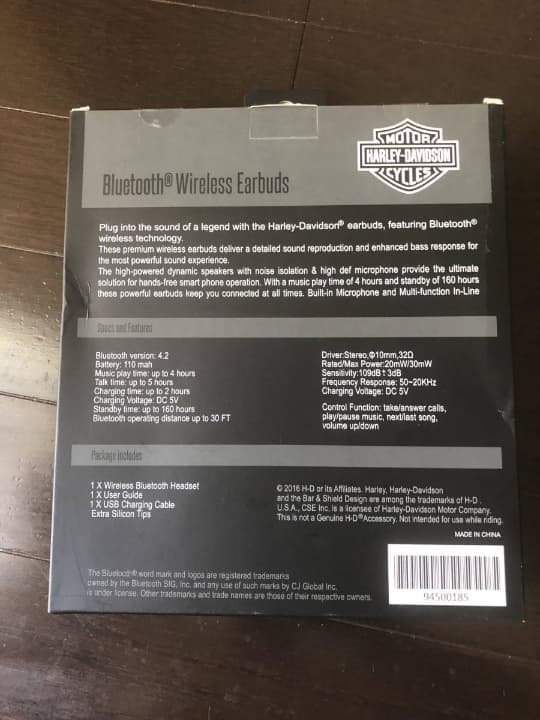 MOTOR
HARLEY-DAVIDSON
CYCLES
Bluetooth® Wireless Earbuds
Plug into the sound of a legend with the Harley-Davidson® earbuds, featuring Bluetooth®
wireless technology.
These premium wireless earbuds deliver a detailed sound reproduction and enhanced bass response for
the most powerful sound experience.
The high-powered dynamic speakers with noise isolation & high def microphone provide the ultimate
solution for hands-free smart phone operation. With a music play time of 4 hours and standby of 160 hours
these powerful earbuds keep you connected at all times. Built-in Microphone and Multi-function In-Line
Specs and Features
Bluetooth version: 4.2
Battery: 110 mah
Music play time: up to 4 hours
Talk time: up to 5 hours
Charging time: up to 2 hours
Charging Voltage: DC 5V
Standby time: up to 160 hours
Bluetooth operating distance up to 30 FT
Driver:Stereo,Φ10mm,32Ω
Rated/Max Power:20mW/30mW
Sensitivity:109dB ± 3dB
Frequency Response: 50~20KHz
Charging Voltage: DC 5V
Control Function: take/answer calls,
play/pause music, next/last song,
volume up/down
Package Includes
1 X Wireless Bluetooth Headset
1 X User Guide
1 X USB Charging Cable
Extra Silicon Tips
© 2016 H-D or its Affiliates. Harley, Harley-Davidson
and the Bar & Shield Design are among the trademarks of H-D .
U.S.A., CSE Inc. is a licensee of Harley-Davidson Motor Company.
This is not a Genuine H-D® Accessory. Not intended for use while riding.
MADE IN CHINA
The Bluetooth® word mark and logos are registered trademarks
owned by the Bluetooth SIG, Inc. and any use of such marks by CJ Global Inc.
is under license. Other trademarks and trade names are those of their respective owners.
94500185